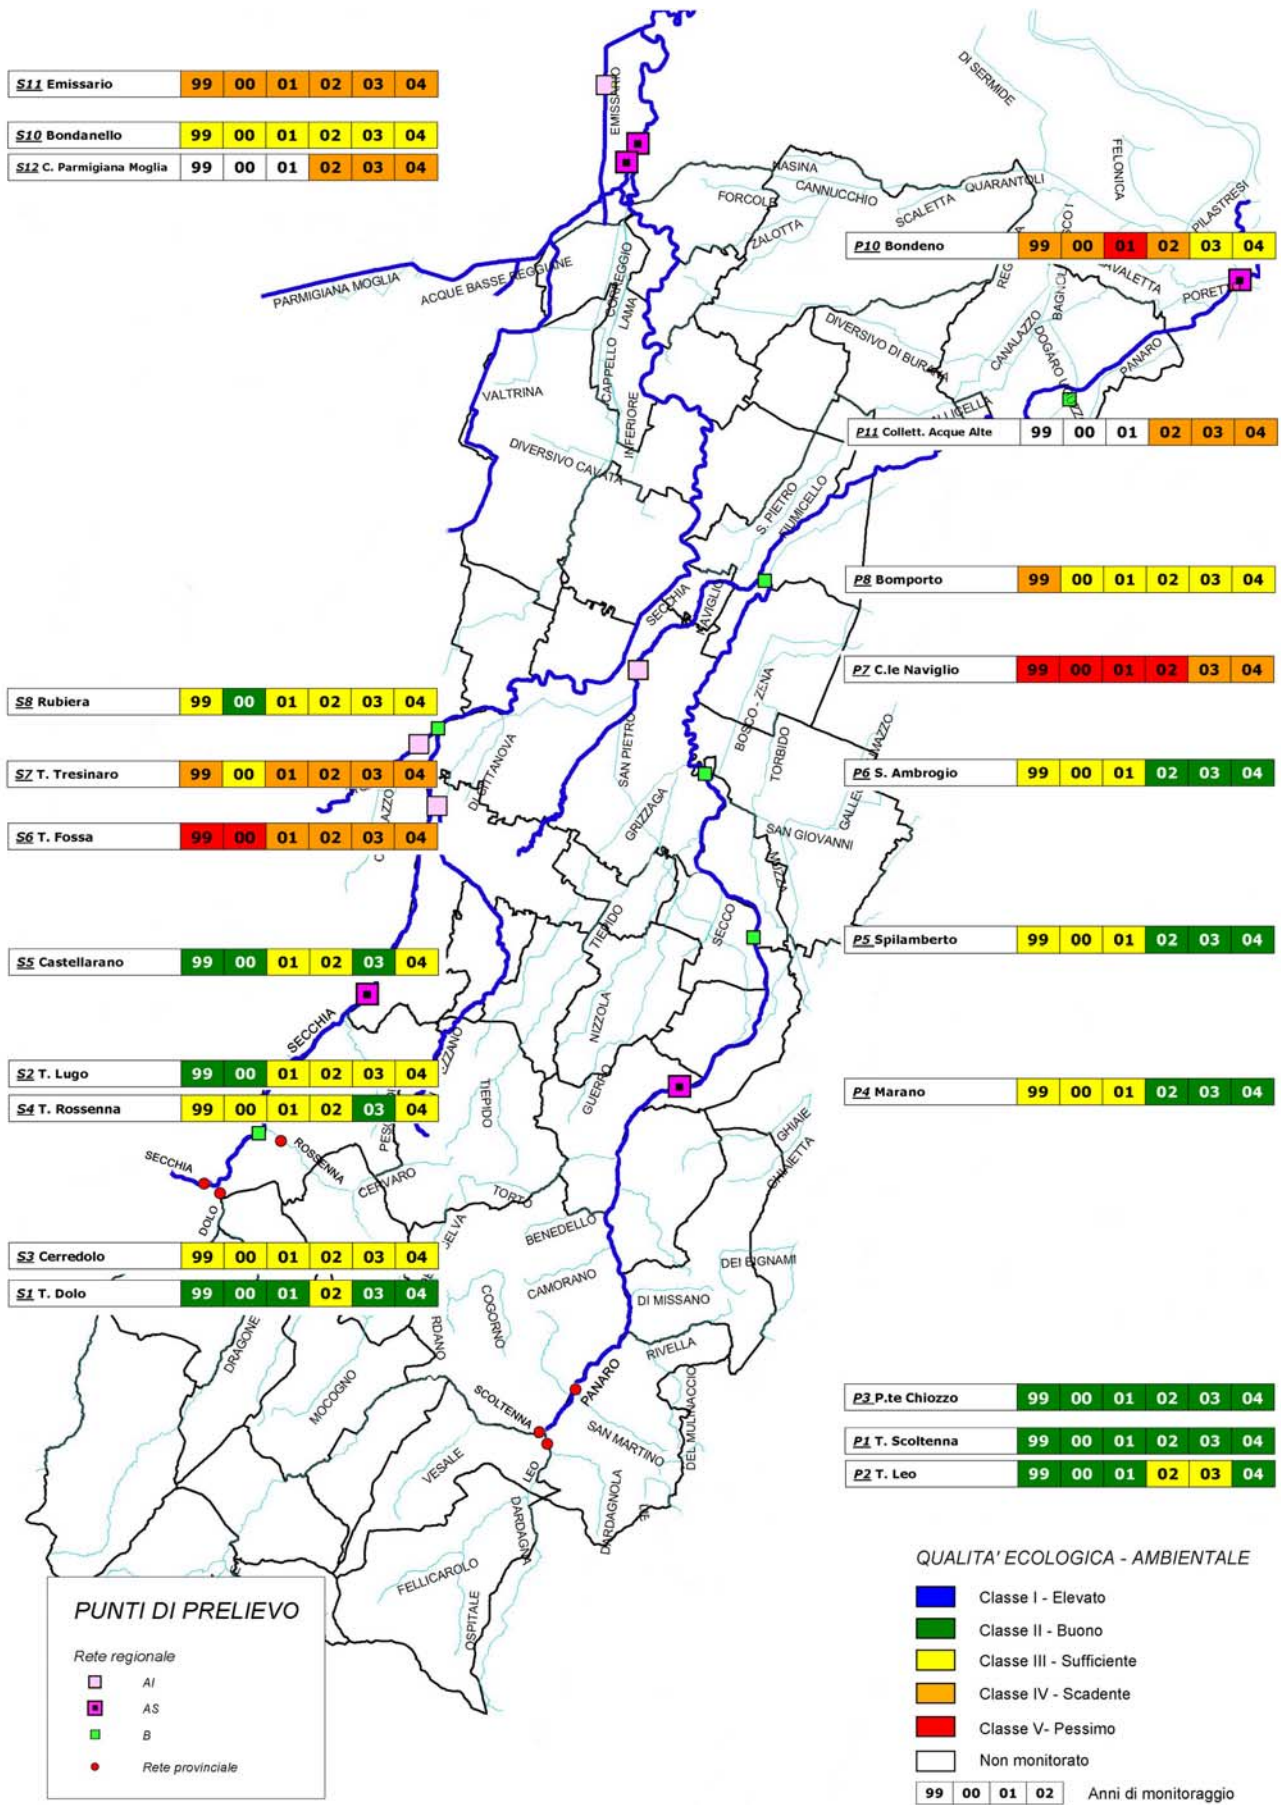 S11 Emissario 99 00 01 02 03 04
S10 Bondanello 99 00 01 02 03 04
S12 C. Parmigiana Moglia 99 00 01 02 03 04
EMISSARIO
DI SERMIDE
FELONICA
PILASTRESI
NASINA
CANNUCCHIO
QUARANTOLI
FORCOLE
SCALETTA
ZALOTTA
P10 Bondeno 99 00 01 02 03 04
PARMIGIANA MOGLIA
ACQUE BASSE REGGIANE
CORREGGIO
LAMA
CAPPELLO
INFERIORE
DIVERSIVO DI BURANA
CANALAZZO
DOGARO
PANARO
VALTRINA
DIVERSIVO CAVATA
P11 Collett. Acque Alte 99 00 01 02 03 04
S. PIETRO
FIUMICELLO
P8 Bomporto 99 00 01 02 03 04
SECCHIA
NAVIGLIO
P7 C.le Naviglio 99 00 01 02 03 04
S8 Rubiera 99 00 01 02 03 04
BOSCO - ZENA
TORBIDO
SAN PIETRO
S7 T. Tresinaro 99 00 01 02 03 04
P6 S. Ambrogio 99 00 01 02 03 04
GRIZZAGA
SAN GIOVANNI
MUZZA
S6 T. Fossa 99 00 01 02 03 04
TIEPIDO
SECCO
P5 Spilamberto 99 00 01 02 03 04
S5 Castellarano 99 00 01 02 03 04
SECCHIA
NIZZOLA
S2 T. Lugo 99 00 01 02 03 04
GUERRO
TIEPIDO
P4 Marano 99 00 01 02 03 04
S4 T. Rossenna 99 00 01 02 03 04
GHIAIE
GHIAIETTA
SECCHIA
ROSSENNA
CERVARO
TORTO
DOLO
BENEDELLO
S3 Cerredolo 99 00 01 02 03 04
DEI BIGNAMI
CAMORANO
S1 T. Dolo 99 00 01 02 03 04
COGORNO
DI MISSANO
DRAGONE
RIVELLA
MOCOGNO
SCOLTENNA
PANARO
DEL MULINACCIO
P3 P.te Chiozzo 99 00 01 02 03 04
SAN MARTINO
P1 T. Scoltenna 99 00 01 02 03 04
VESALE
LEO
P2 T. Leo 99 00 01 02 03 04
DARDAGNA
DARDAGNOLA
FELLICAROLO
OSPITALE
PUNTI DI PRELIEVO
Rete regionale
AI
AS
B
Rete provinciale
QUALITA' ECOLOGICA - AMBIENTALE
Classe I - Elevato
Classe II - Buono
Classe III - Sufficiente
Classe IV - Scadente
Classe V- Pessimo
Non monitorato
99 00 01 02 Anni di monitoraggio